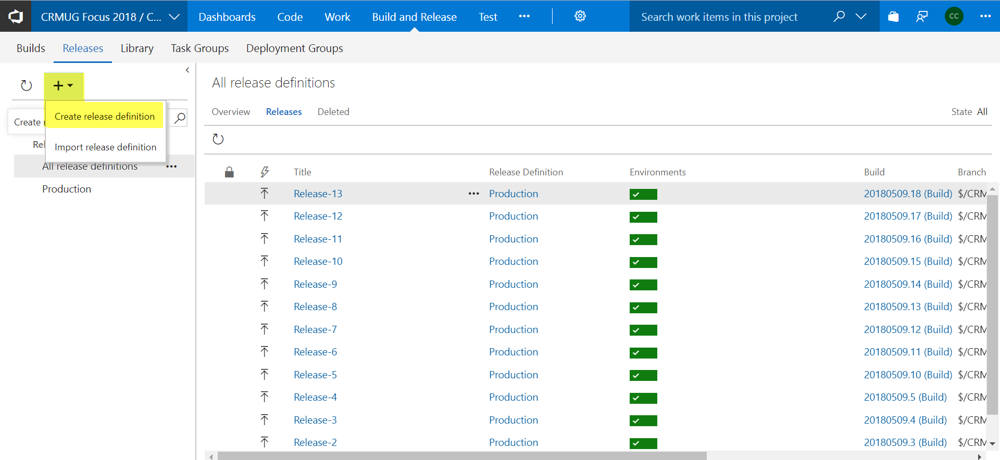 CRMUG Focus 2018 / C... Dashboards Code Work Build and Release Test ... Search work items in this project CC ...
Builds Releases Library Task Groups Deployment Groups
Create release definition
Import release definition
Create
Rel
All release definitions ...
Production
All release definitions
Overview Releases Deleted State All
Title Release Definition Environments Build Branch
Release-13 ... Production 20180509.18 (Build) $/CRM
Release-12 Production 20180509.17 (Build) $/CRM
Release-11 Production 20180509.16 (Build) $/CRM
Release-10 Production 20180509.15 (Build) $/CRM
Release-9 Production 20180509.14 (Build) $/CRM
Release-8 Production 20180509.13 (Build) $/CRM
Release-7 Production 20180509.12 (Build) $/CRM
Release-6 Production 20180509.11 (Build) $/CRM
Release-5 Production 20180509.10 (Build) $/CRM
Release-4 Production 20180509.5 (Build) $/CRM
Release-3 Production 20180509.4 (Build) $/CRM
Release-2 Production 20180509.3 (Build) $/CRM